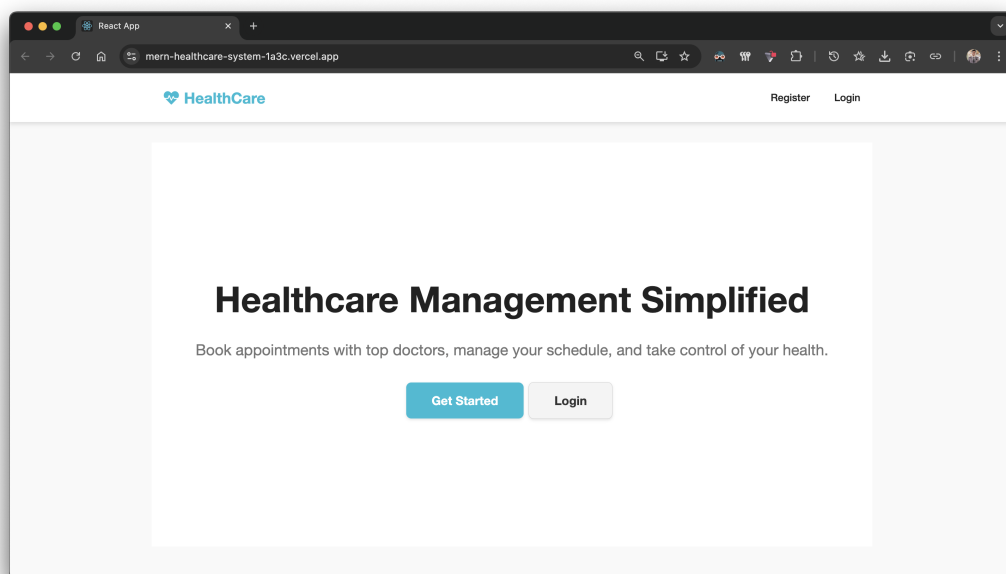 React App
mern-healthcare-system-1a3c.vercel.app
HealthCare
Register
Login
Healthcare Management Simplified
Book appointments with top doctors, manage your schedule, and take control of your health.
Get Started
Login